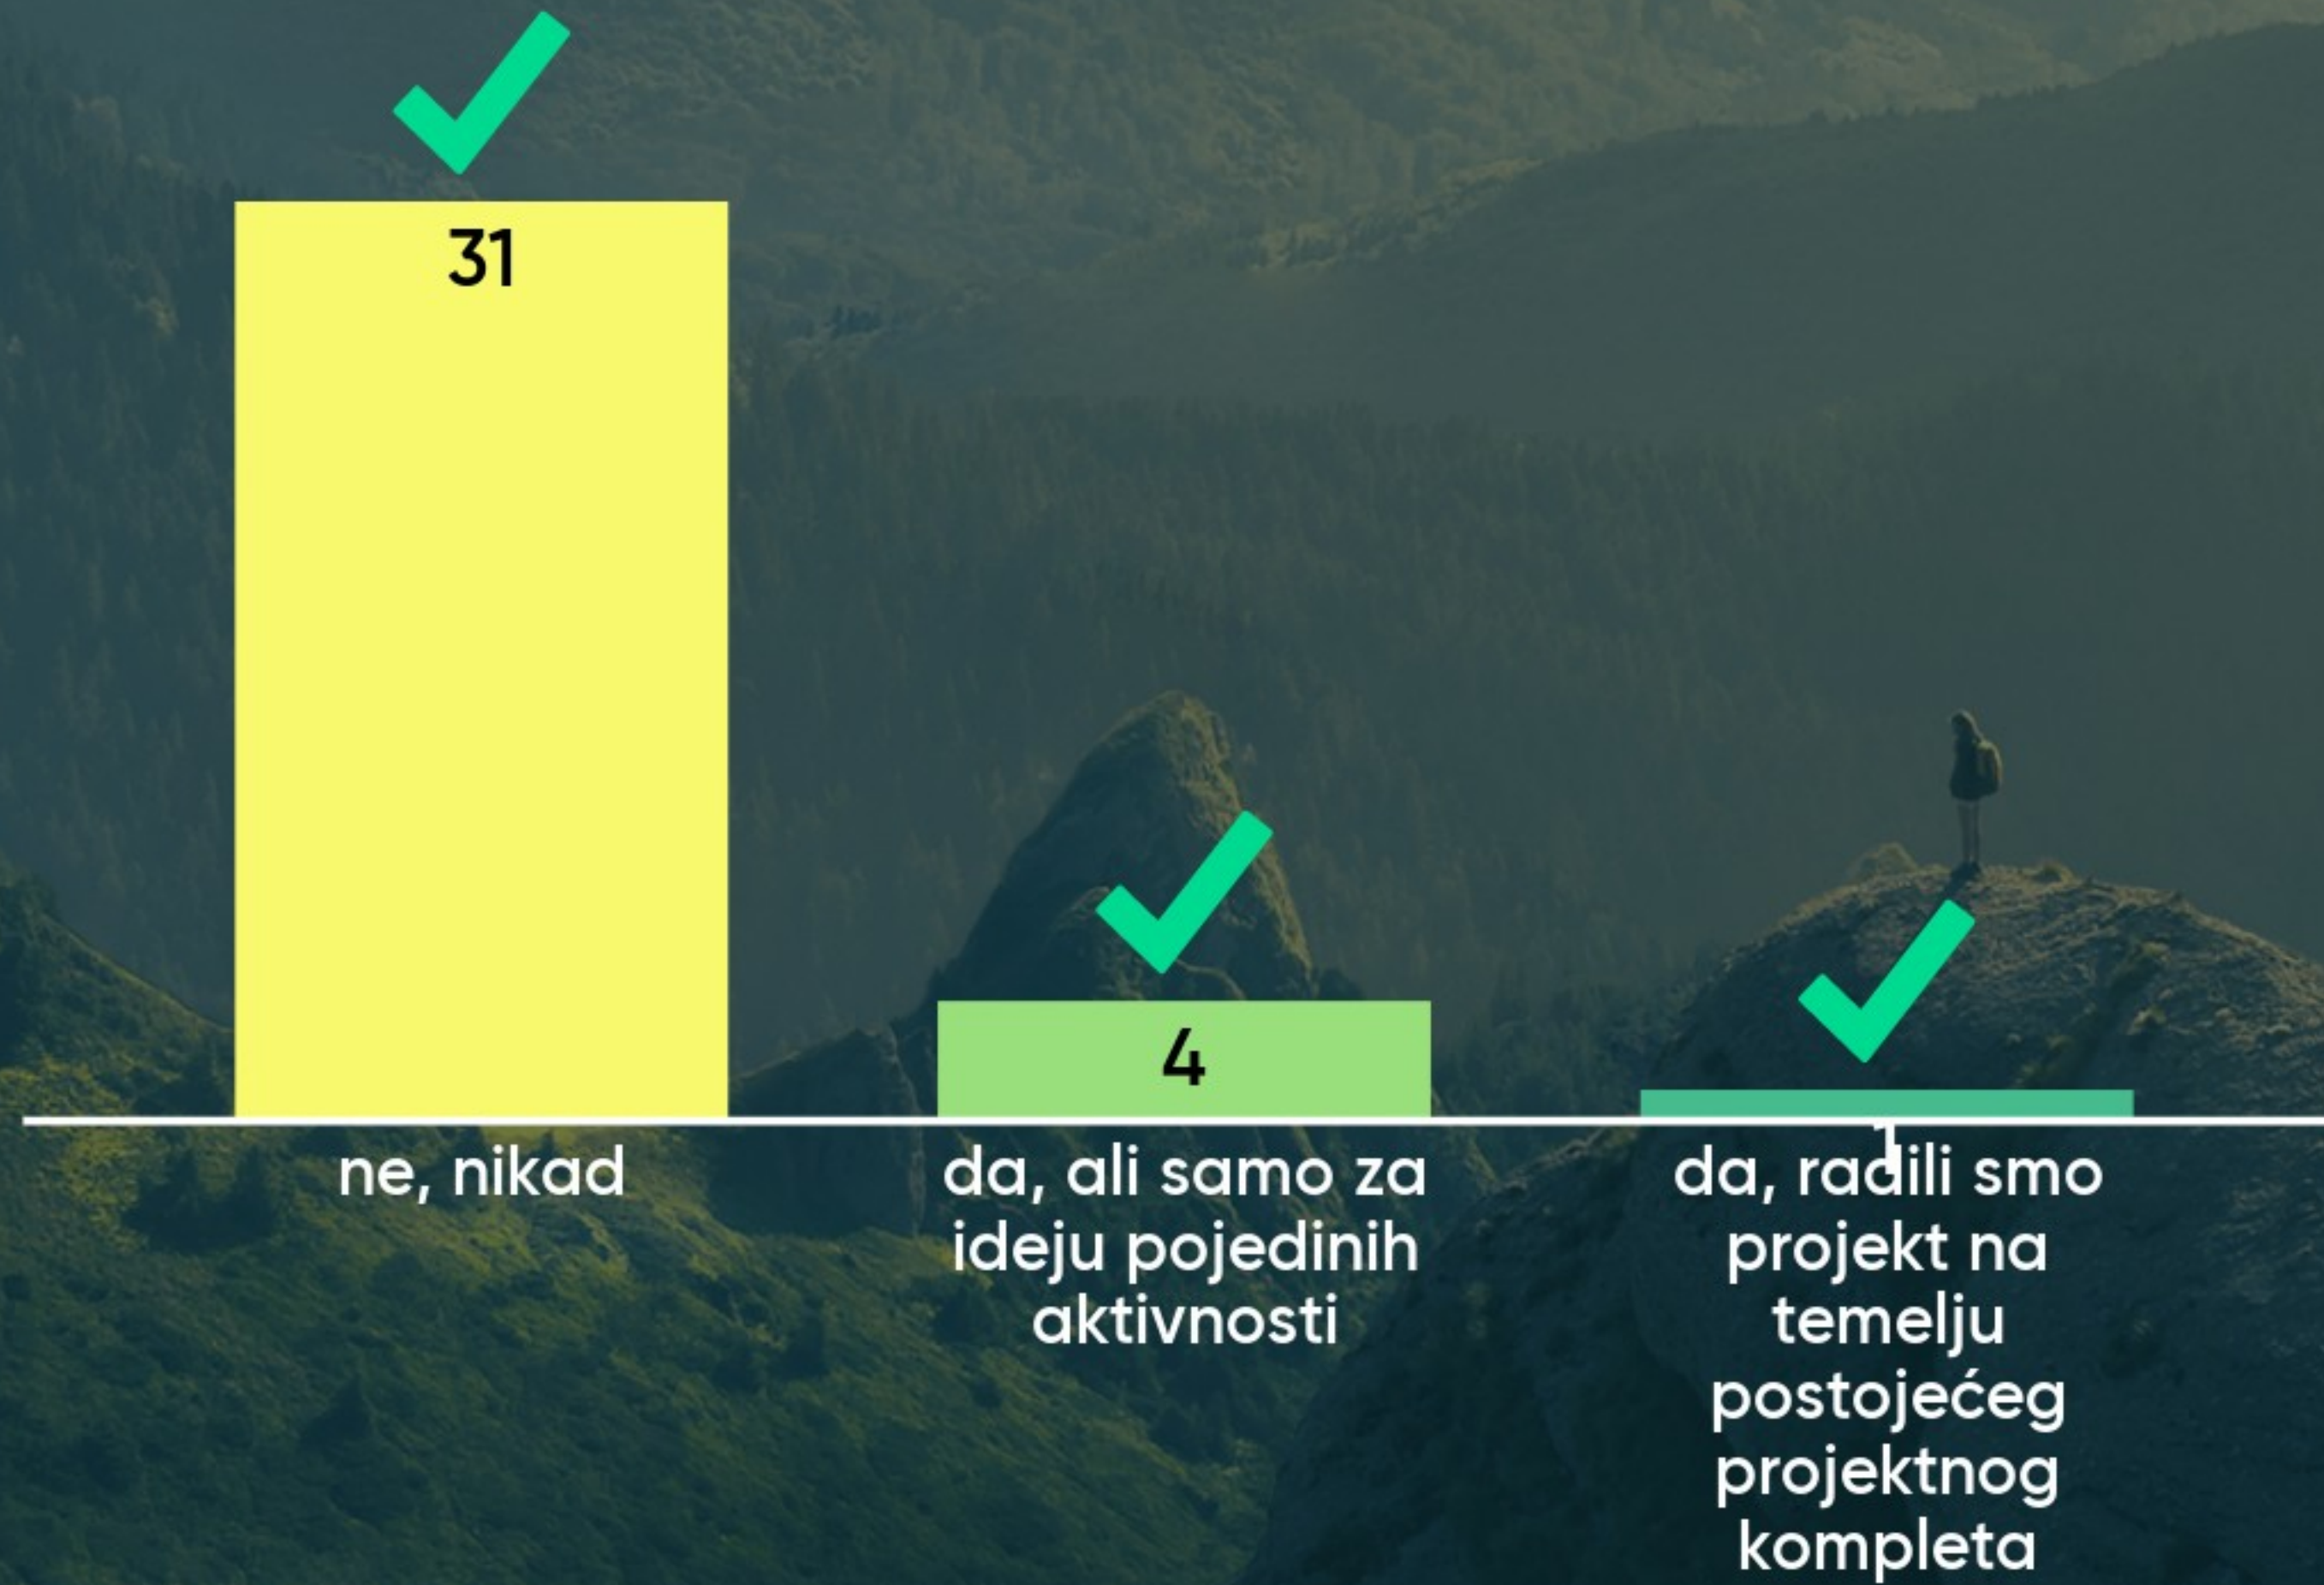 31
4
1
ne, nikad
da, ali samo za
ideju pojedinih
aktivnosti
da, radili smo
projekt na
temelju
postojećeg
projektnog
kompleta